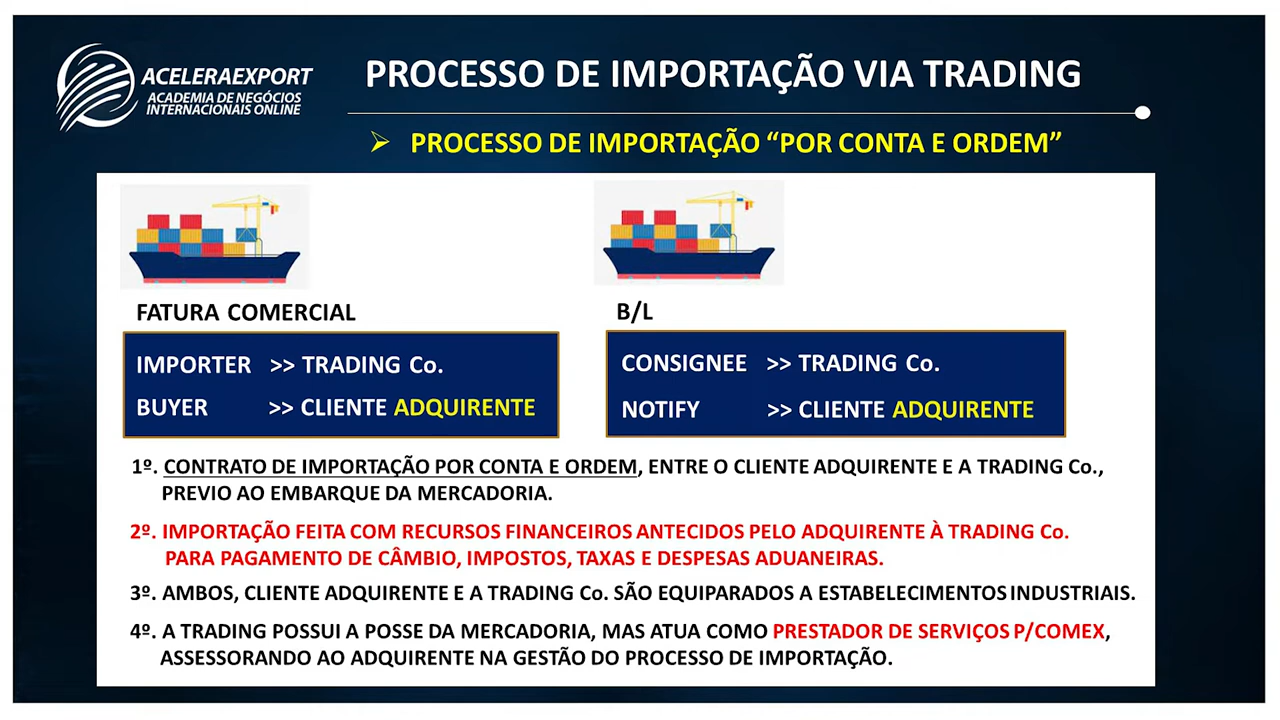 ACELERAEXPORT
ACADEMIA DE NEGÓCIOS
INTERNACIONAIS ONLINE
PROCESSO DE IMPORTAÇÃO VIA TRADING
➢ PROCESSO DE IMPORTAÇÃO “POR CONTA E ORDEM”
FATURA COMERCIAL
IMPORTER >> TRADING Co.
BUYER >> CLIENTE ADQUIRENTE
B/L
CONSIGNEE >> TRADING Co.
NOTIFY >> CLIENTE ADQUIRENTE
1º. CONTRATO DE IMPORTAÇÃO POR CONTA E ORDEM, ENTRE O CLIENTE ADQUIRENTE E A TRADING Co.,
PREVIO AO EMBARQUE DA MERCADORIA.
2º. IMPORTAÇÃO FEITA COM RECURSOS FINANCEIROS ANTECIDOS PELO ADQUIRENTE À TRADING Co.
PARA PAGAMENTO DE CÂMBIO, IMPOSTOS, TAXAS E DESPESAS ADUANEIRAS.
3º. AMBOS, CLIENTE ADQUIRENTE E A TRADING Co. SÃO EQUIPARADOS A ESTABELECIMENTOS INDUSTRIAIS.
4º. A TRADING POSSUI A POSSE DA MERCADORIA, MAS ATUA COMO PRESTADOR DE SERVIÇOS P/COMEX,
ASSESSORANDO AO ADQUIRENTE NA GESTÃO DO PROCESSO DE IMPORTAÇÃO.